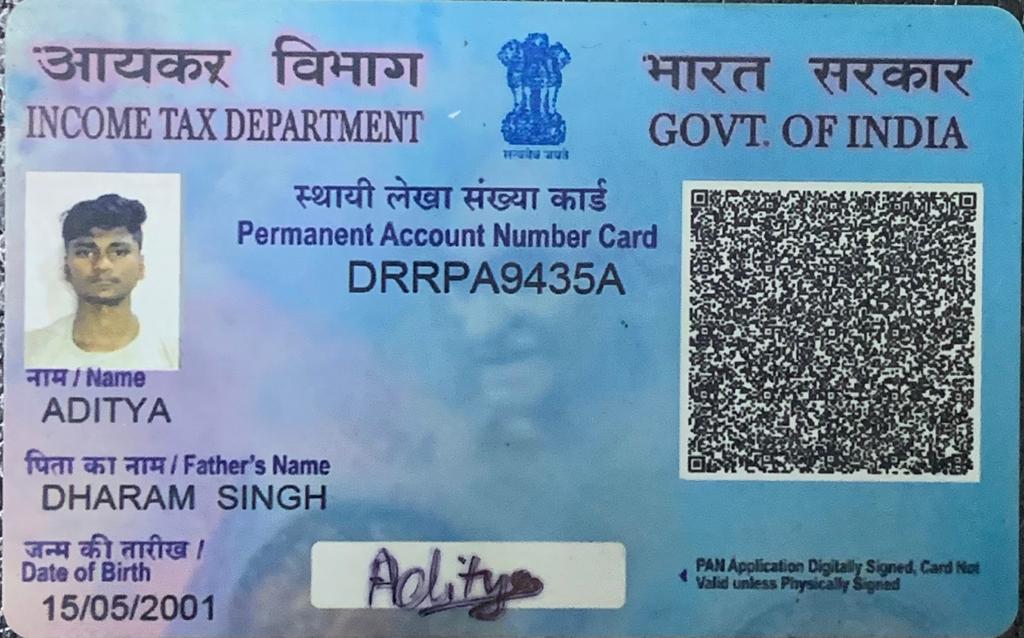 आयकर विभाग
INCOME TAX DEPARTMENT
सत्यमेव जयते
भारत सरकार
GOVT. OF INDIA
स्थायी लेखा संख्या कार्ड
Permanent Account Number Card
DRRPA9435A
नाम / Name
ADITYA
पिता का नाम / Father's Name
DHARAM SINGH
जन्म की तारीख /
Date of Birth
15/05/2001
Aditya
PAN Application Digitally Signed, Card Not
Valid unless Physically Signed